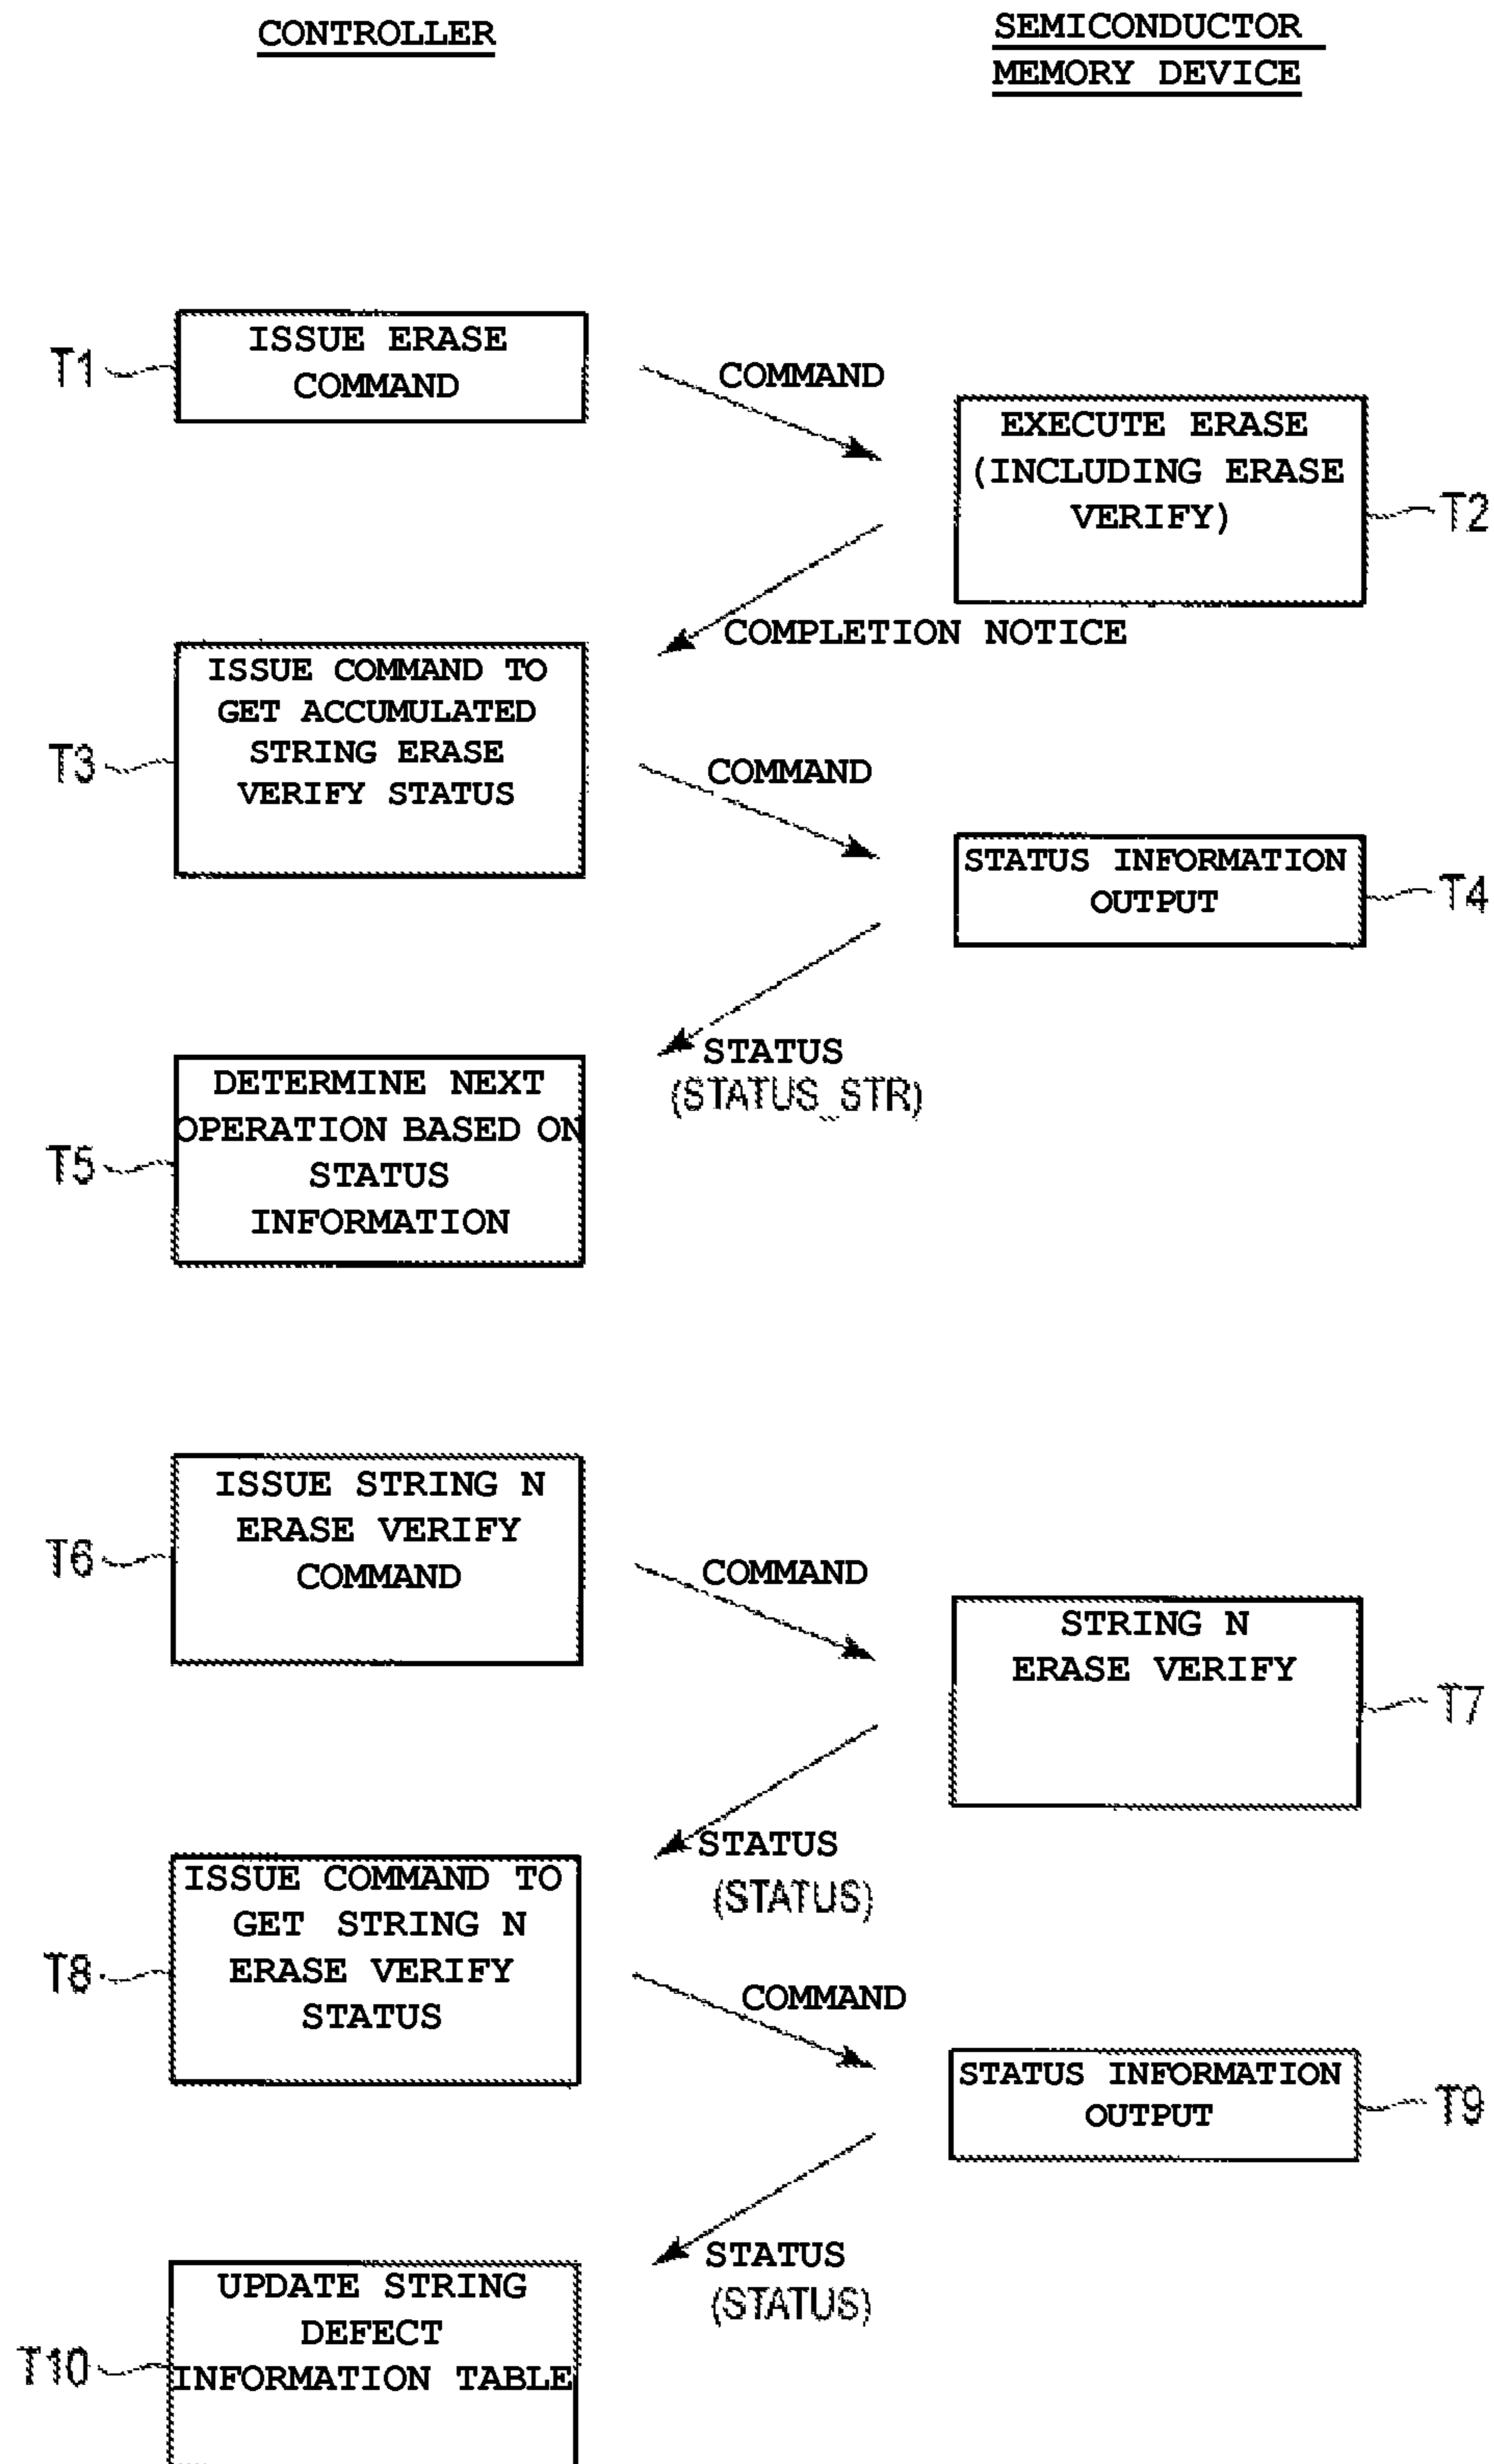 CONTROLLER
SEMICONDUCTOR
MEMORY DEVICE
T1
ISSUE ERASE
COMMAND
COMMAND
EXECUTE ERASE
(INCLUDING ERASE
VERIFY)
T2
COMPLETION NOTICE
T3
ISSUE COMMAND TO
GET ACCUMULATED
STRING ERASE
VERIFY STATUS
COMMAND
STATUS INFORMATION
OUTPUT
T4
STATUS
(STATUS_STR)
T5
DETERMINE NEXT
OPERATION BASED ON
STATUS
INFORMATION
T6
ISSUE STRING N
ERASE VERIFY
COMMAND
COMMAND
STRING N
ERASE VERIFY
T7
STATUS
(STATUS)
T8
ISSUE COMMAND TO
GET STRING N
ERASE VERIFY
STATUS
COMMAND
STATUS INFORMATION
OUTPUT
T9
STATUS
(STATUS)
T10
UPDATE STRING
DEFECT
INFORMATION TABLE